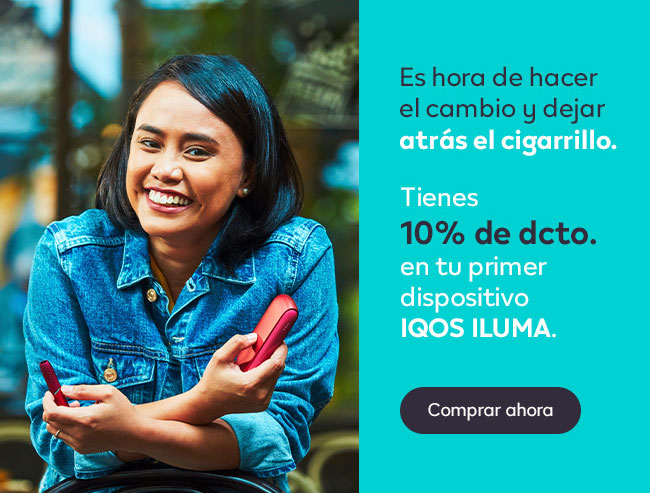 Es hora de hacer
el cambio y dejar
atrás el cigarrillo.
Tienes
10% de dcto.
en tu primer
dispositivo
IQOS ILUMA.
Comprar ahora